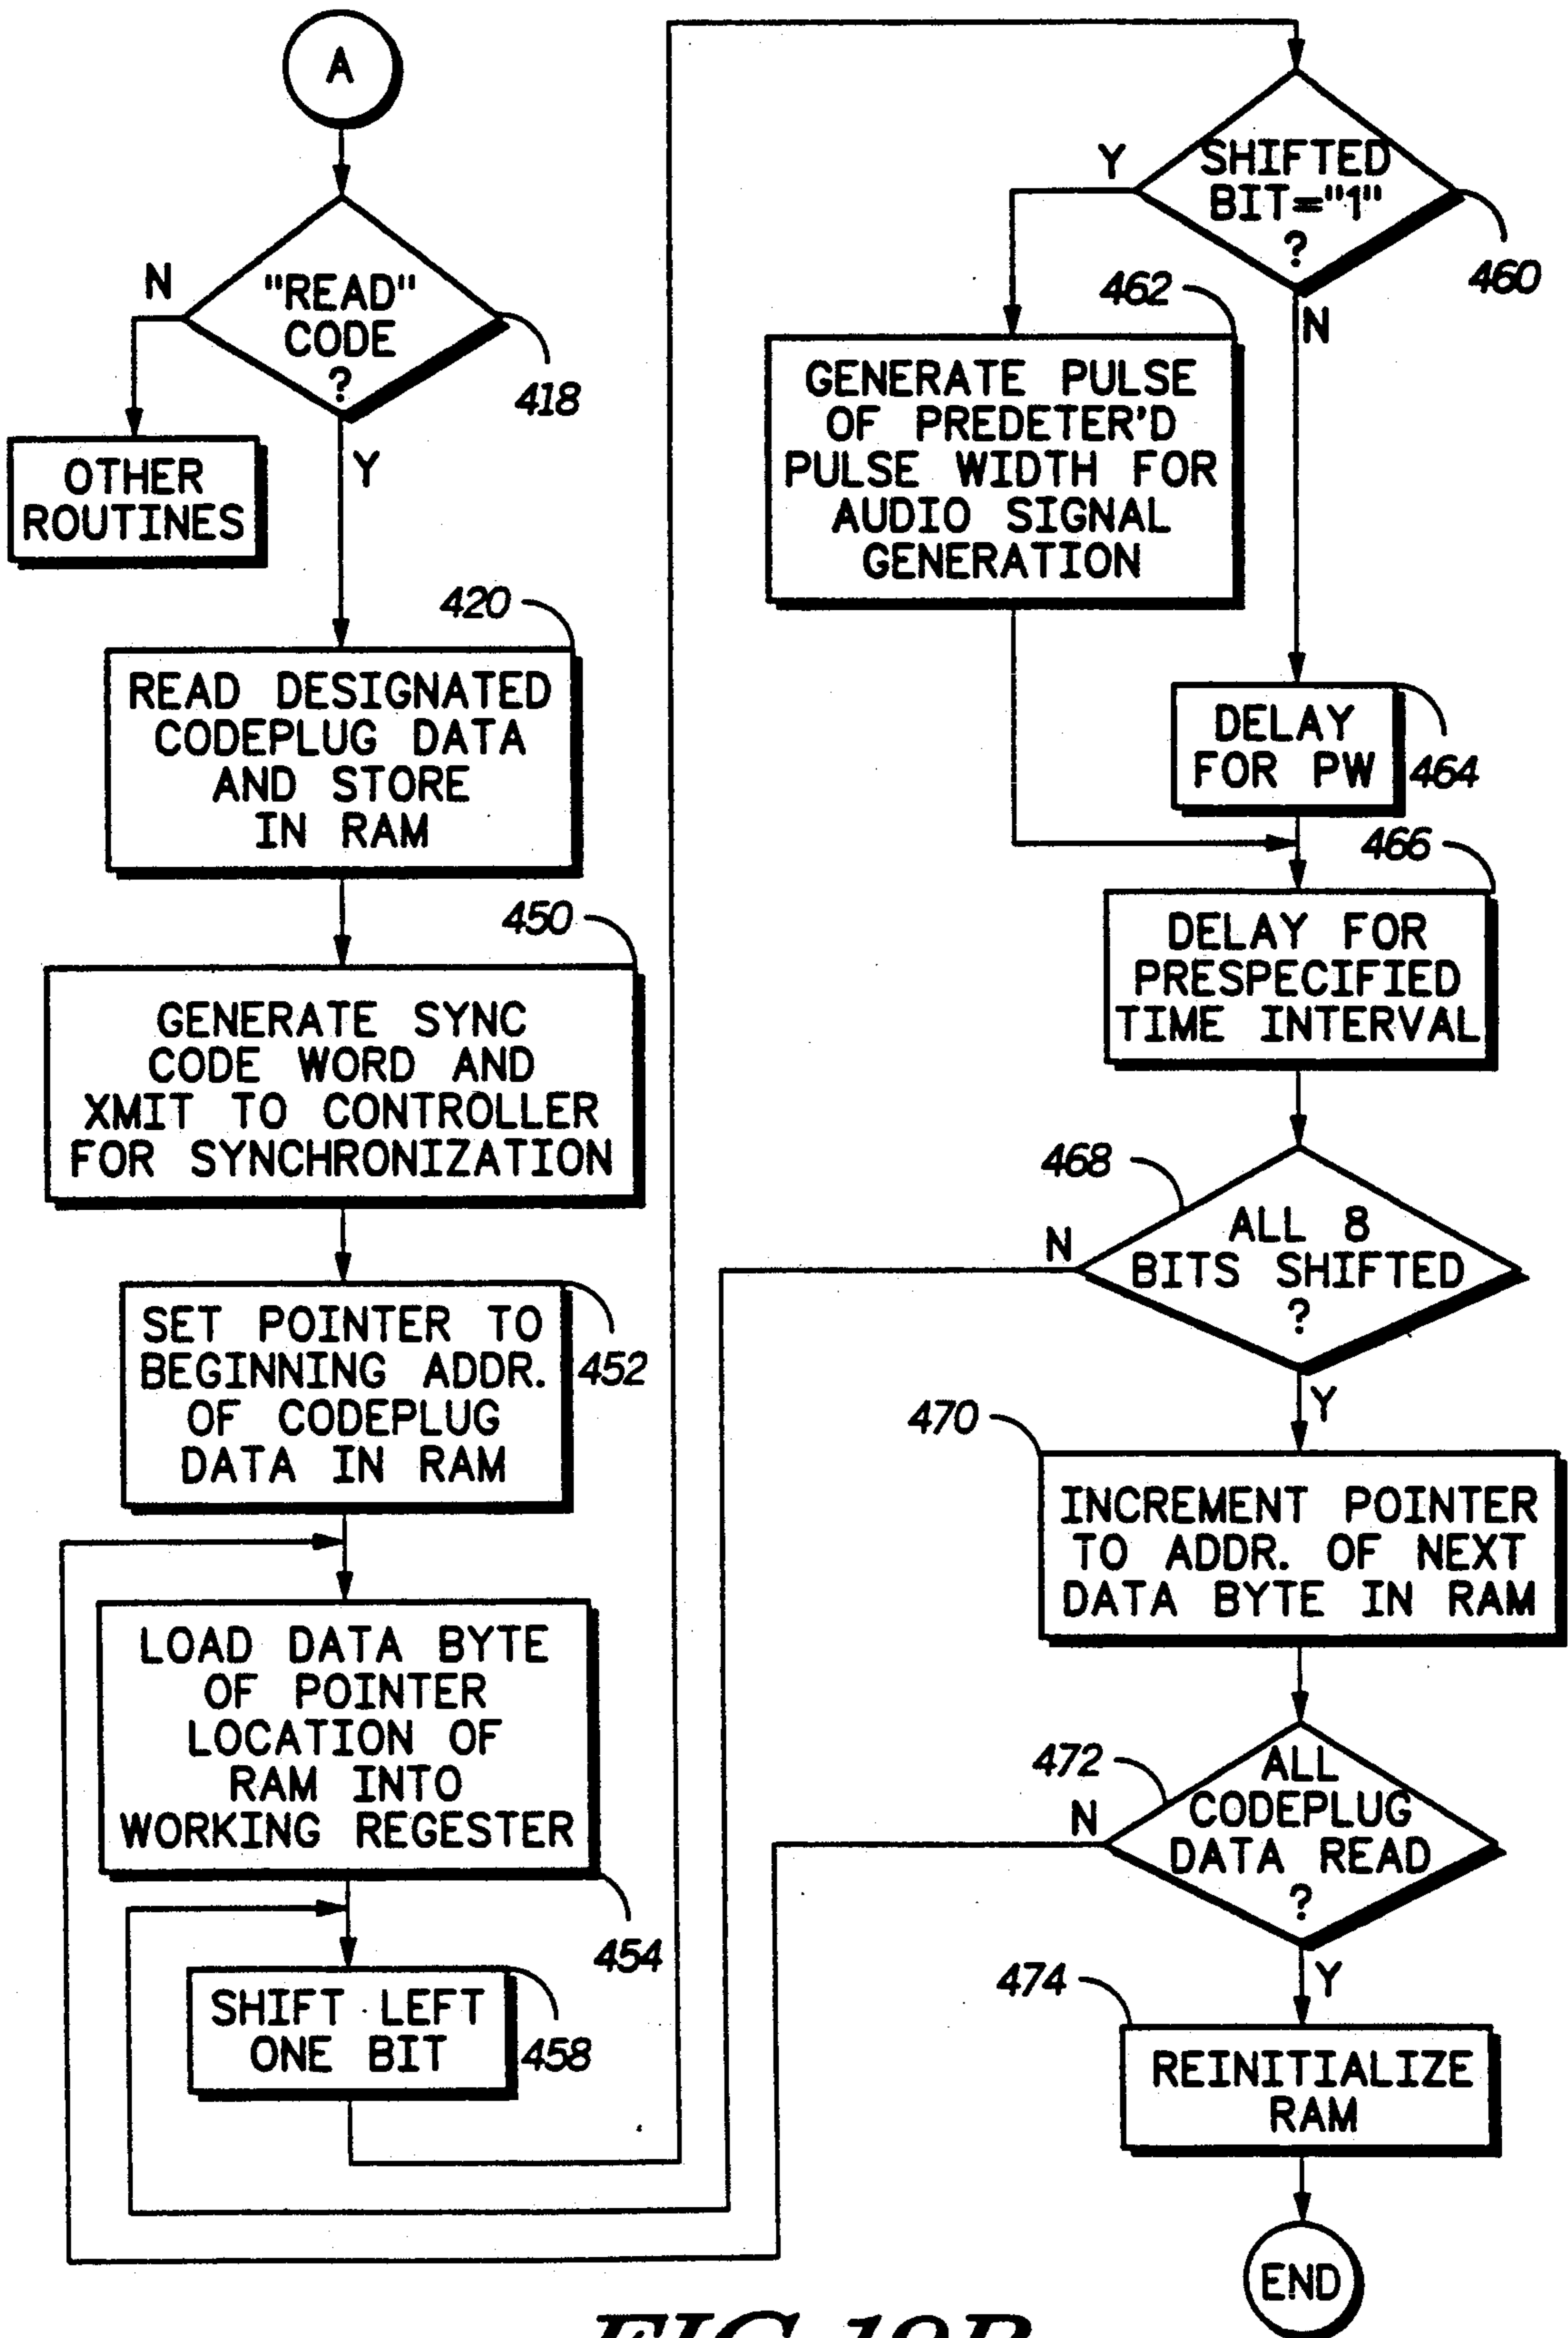 A
"READ"
CODE
?
N
Y
418
OTHER
ROUTINES
420
READ DESIGNATED
CODEPLUG DATA
AND STORE
IN RAM
450
GENERATE SYNC
CODE WORD AND
XMIT TO CONTROLLER
FOR SYNCHRONIZATION
SET POINTER TO
BEGINNING ADDR.
OF CODEPLUG
DATA IN RAM
452
LOAD DATA BYTE
OF POINTER
LOCATION OF
RAM INTO
WORKING REGESTER
454
SHIFT LEFT
ONE BIT
458
SHIFTED
BIT="1"
?
Y
N
460
462
GENERATE PULSE
OF PREDETER'D
PULSE WIDTH FOR
AUDIO SIGNAL
GENERATION
DELAY
FOR PW
464
466
DELAY FOR
PRESPECIFIED
TIME INTERVAL
468
ALL 8
BITS SHIFTED
?
N
Y
470
INCREMENT POINTER
TO ADDR. OF NEXT
DATA BYTE IN RAM
472
ALL
CODEPLUG
DATA READ
?
N
Y
474
REINITIALIZE
RAM
END